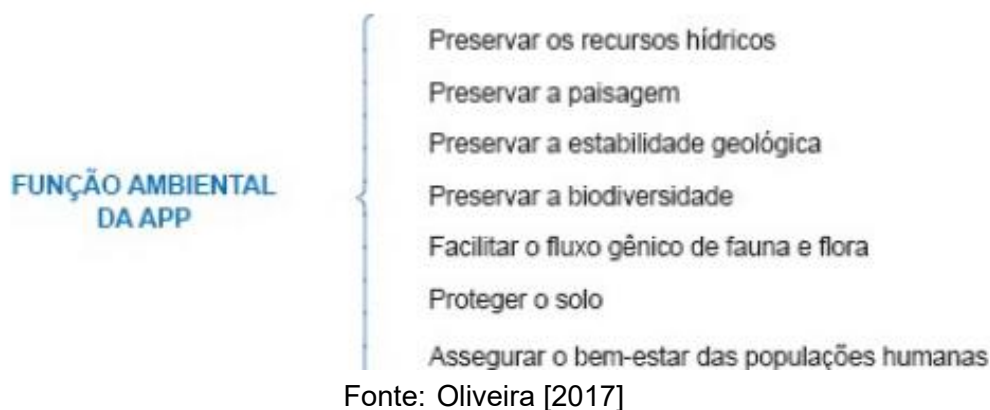 Preservar os recursos hídricos
Preservar a paisagem
Preservar a estabilidade geológica
FUNÇÃO AMBIENTAL
DA APP
Preservar a biodiversidade
Facilitar o fluxo gênico de fauna e flora
Proteger o solo
Assegurar o bem-estar das populações humanas
Fonte: Oliveira [2017]